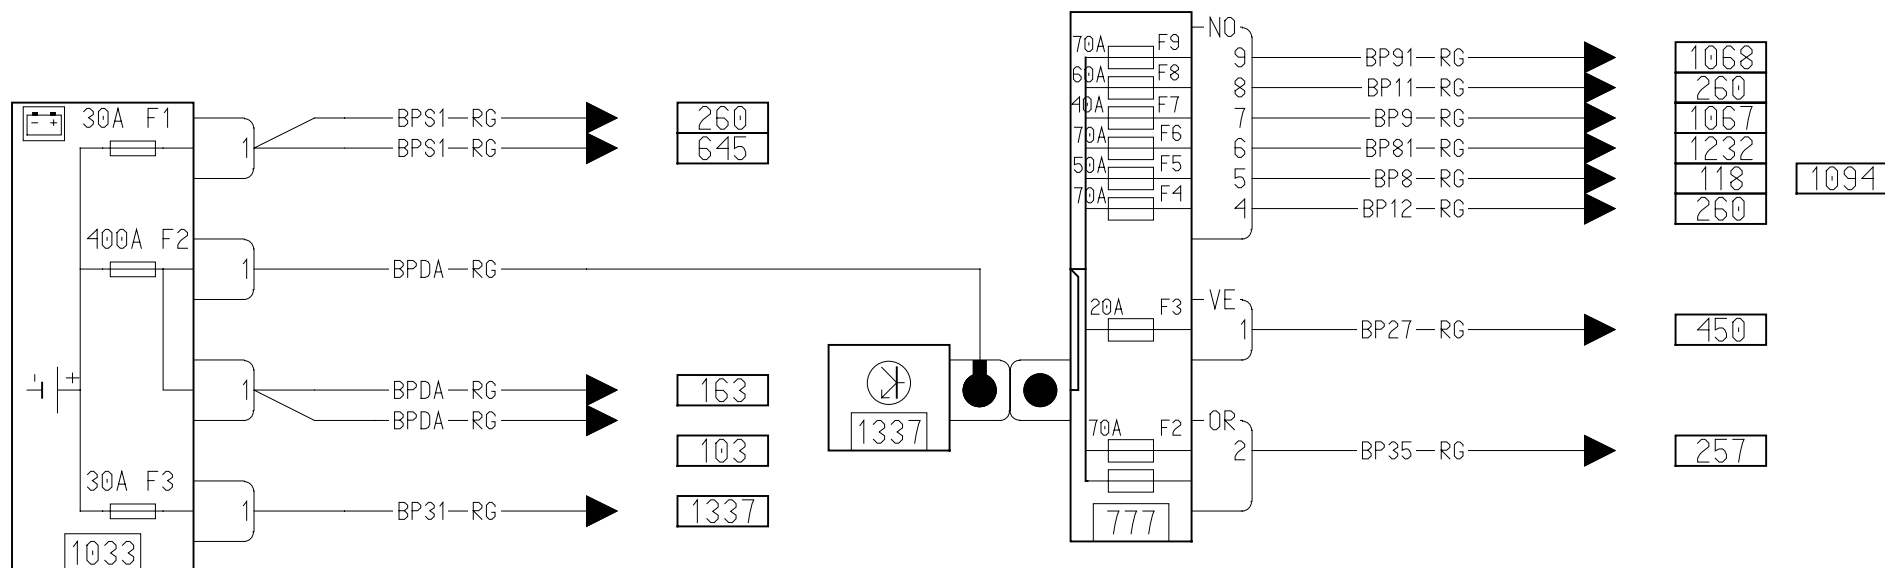 30A F1
1
BPS1 RG
260
BPS1 RG
645
400A F2
1
BPDA RG
- +
1
BPDA RG
163
BPDA RG
103
30A F3
1
BP31 RG
1337
1033
1337
NO
70A F9
9
BP91 RG
1068
60A F8
8
BP11 RG
260
40A F7
7
BP9 RG
1067
70A F6
6
BP81 RG
1232
50A F5
5
BP8 RG
118
1094
70A F4
4
BP12 RG
260
VE
20A F3
1
BP27 RG
450
OR
70A F2
2
BP35 RG
257
777